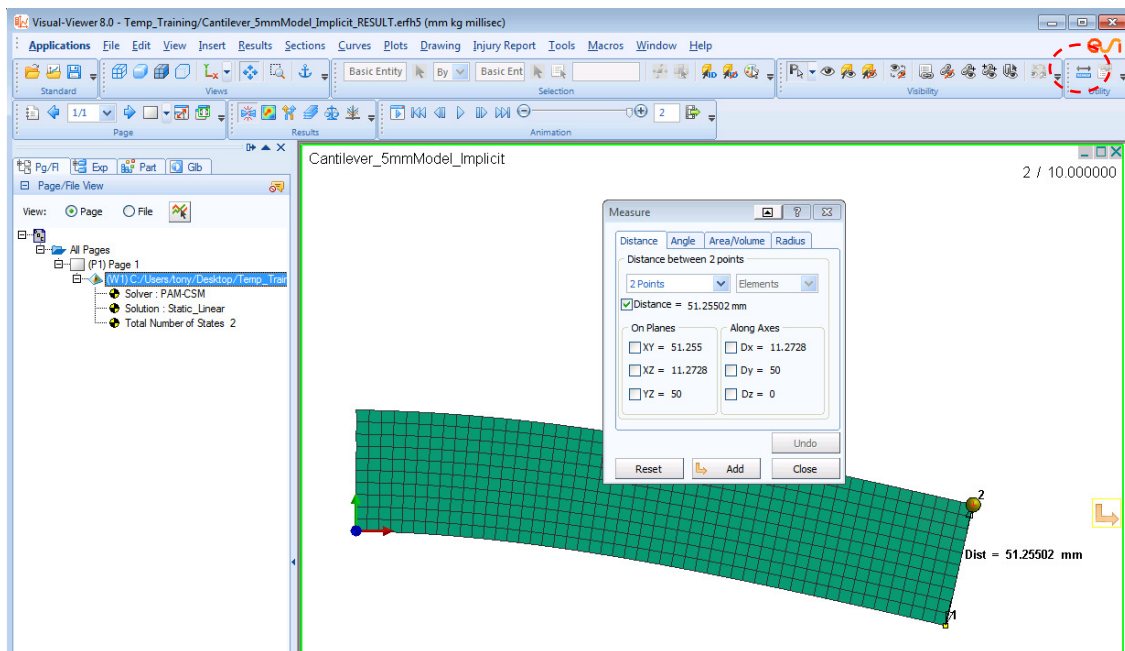 Visual-Viewer 8.0 - Temp_Training/Cantilever_5mmModel_Implicit_RESULT.erfh5 (mm kg millisec)
Applications File Edit View Insert Results Sections Curves Plots Drawing Injury Report Tools Macros Window Help
esi
Basic Entity By Basic Ent
Standard Views Selection Visibility Utility
1/1 2
Page Results Animation
Pg/Fl Exp Part Glb
Page/File View
View: Page File
All Pages
(P1) Page 1
(W1) C:/Users/tony/Desktop/Temp_Train
Solver : PAM-CSM
Solution : Static_Linear
Total Number of States 2
Cantilever_5mmModel_Implicit
2 / 10.000000
Measure
Distance Angle Area/Volume Radius
Distance between 2 points
2 Points Elements
Distance = 51.25502 mm
On Planes Along Axes
XY = 51.255 Dx = 11.2728
XZ = 11.2728 Dy = 50
YZ = 50 Dz = 0
Undo
Reset Add Close
2
Dist = 51.25502 mm
1